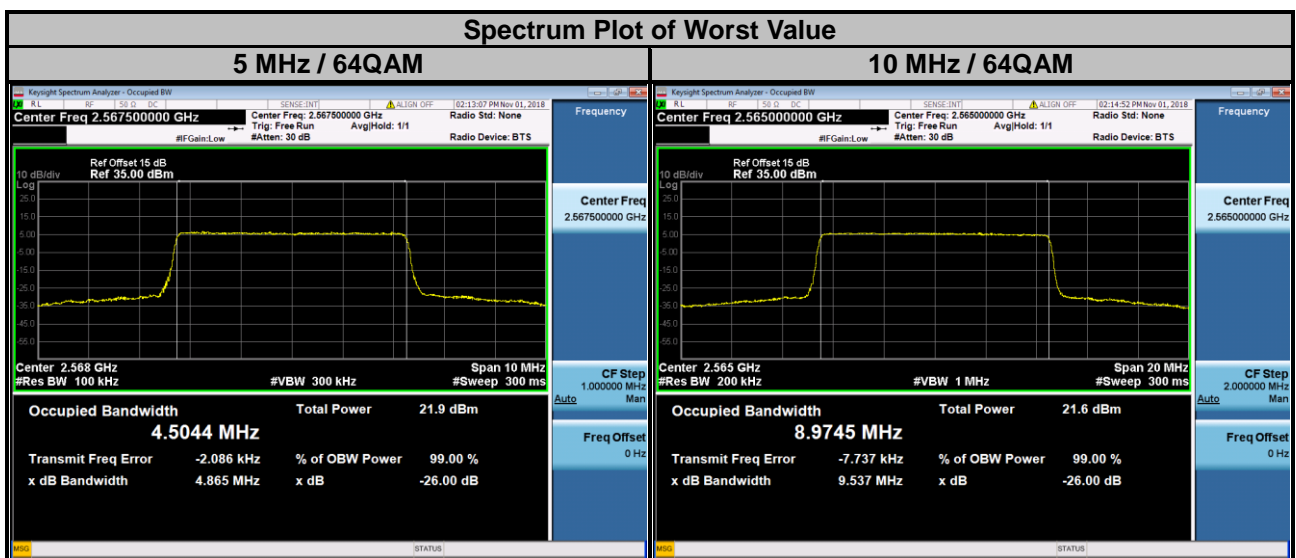 Spectrum Plot of Worst Value
5 MHz / 64QAM
10 MHz / 64QAM
Keysight Spectrum Analyzer - Occupied BW
RL RF 50 Ω DC SENSE:INT ALIGN OFF 02:13:07 PM Nov 01, 2018
Center Freq 2.567500000 GHz
Center Freq: 2.567500000 GHz
Radio Std: None
Trig: Free Run Avg|Hold: 1/1
#IFGain:Low #Atten: 30 dB Radio Device: BTS
Ref Offset 15 dB
10 dB/div Ref 35.00 dBm
Log
25.0
15.0
5.00
-5.00
-15.0
-25.0
-35.0
-45.0
-55.0
Center 2.568 GHz Span 10 MHz
#Res BW 100 kHz #VBW 300 kHz #Sweep 300 ms
Occupied Bandwidth Total Power 21.9 dBm
4.5044 MHz
Transmit Freq Error -2.086 kHz % of OBW Power 99.00 %
x dB Bandwidth 4.865 MHz x dB -26.00 dB
MSG STATUS
Frequency
Center Freq
2.567500000 GHz
CF Step
1.000000 MHz
Auto Man
Freq Offset
0 Hz
Keysight Spectrum Analyzer - Occupied BW
RL RF 50 Ω DC SENSE:INT ALIGN OFF 02:14:52 PM Nov 01, 2018
Center Freq 2.565000000 GHz
Center Freq: 2.565000000 GHz
Radio Std: None
Trig: Free Run Avg|Hold: 1/1
#IFGain:Low #Atten: 30 dB Radio Device: BTS
Ref Offset 15 dB
10 dB/div Ref 35.00 dBm
Log
25.0
15.0
5.00
-5.00
-15.0
-25.0
-35.0
-45.0
-55.0
Center 2.565 GHz Span 20 MHz
#Res BW 200 kHz #VBW 1 MHz #Sweep 300 ms
Occupied Bandwidth Total Power 21.6 dBm
8.9745 MHz
Transmit Freq Error -7.737 kHz % of OBW Power 99.00 %
x dB Bandwidth 9.537 MHz x dB -26.00 dB
MSG STATUS
Frequency
Center Freq
2.565000000 GHz
CF Step
2.000000 MHz
Auto Man
Freq Offset
0 Hz